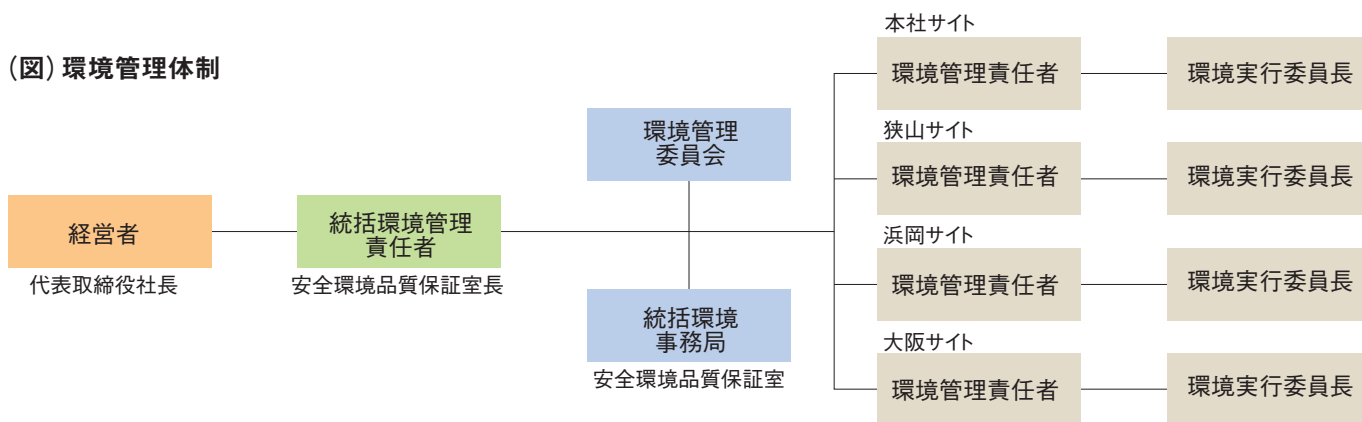 (図)環境管理体制
経営者
代表取締役社長
統括環境管理
責任者
安全環境品質保証室長
環境管理
委員会
統括環境
事務局
安全環境品質保証室
本社サイト
環境管理責任者
環境実行委員長
狭山サイト
環境管理責任者
環境実行委員長
浜岡サイト
環境管理責任者
環境実行委員長
大阪サイト
環境管理責任者
環境実行委員長